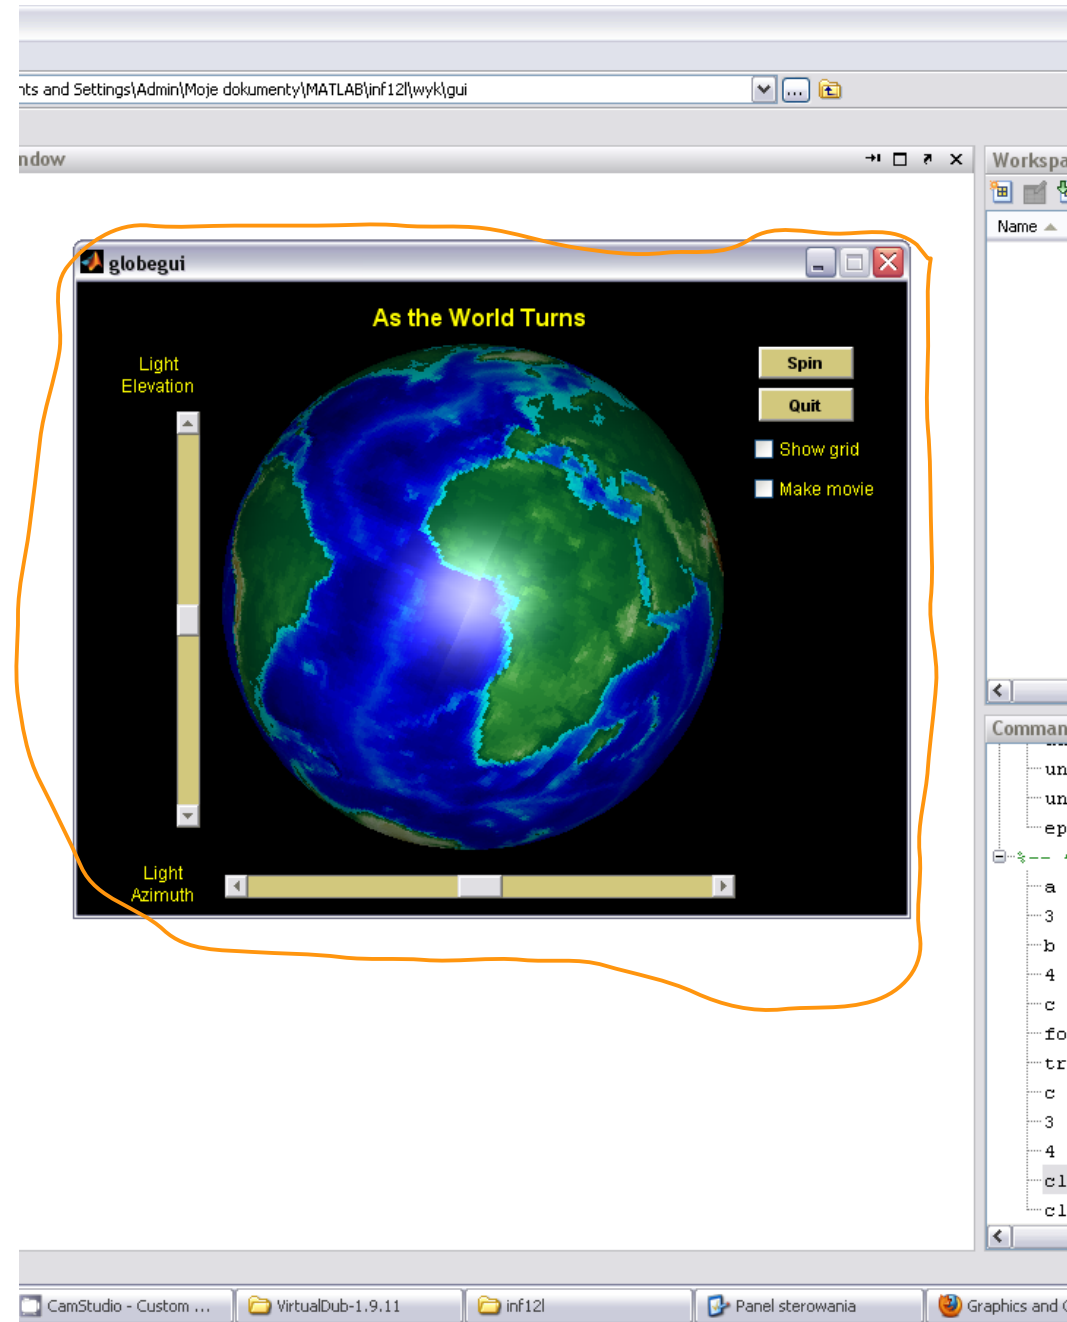 nts and Settings\Admin\Moje dokumenty\MATLAB\inf12l\wyk\gui
ndow
Workspa
Name
globegui
As the World Turns
Light
Elevation
Spin
Quit
Show grid
Make movie
Light
Azimuth
Comman
un
un
ep
%--
a
3
b
4
c
fo
tr
c
3
4
cl
cl
CamStudio - Custom ...
VirtualDub-1.9.11
inf12l
Panel sterowania
Graphics and